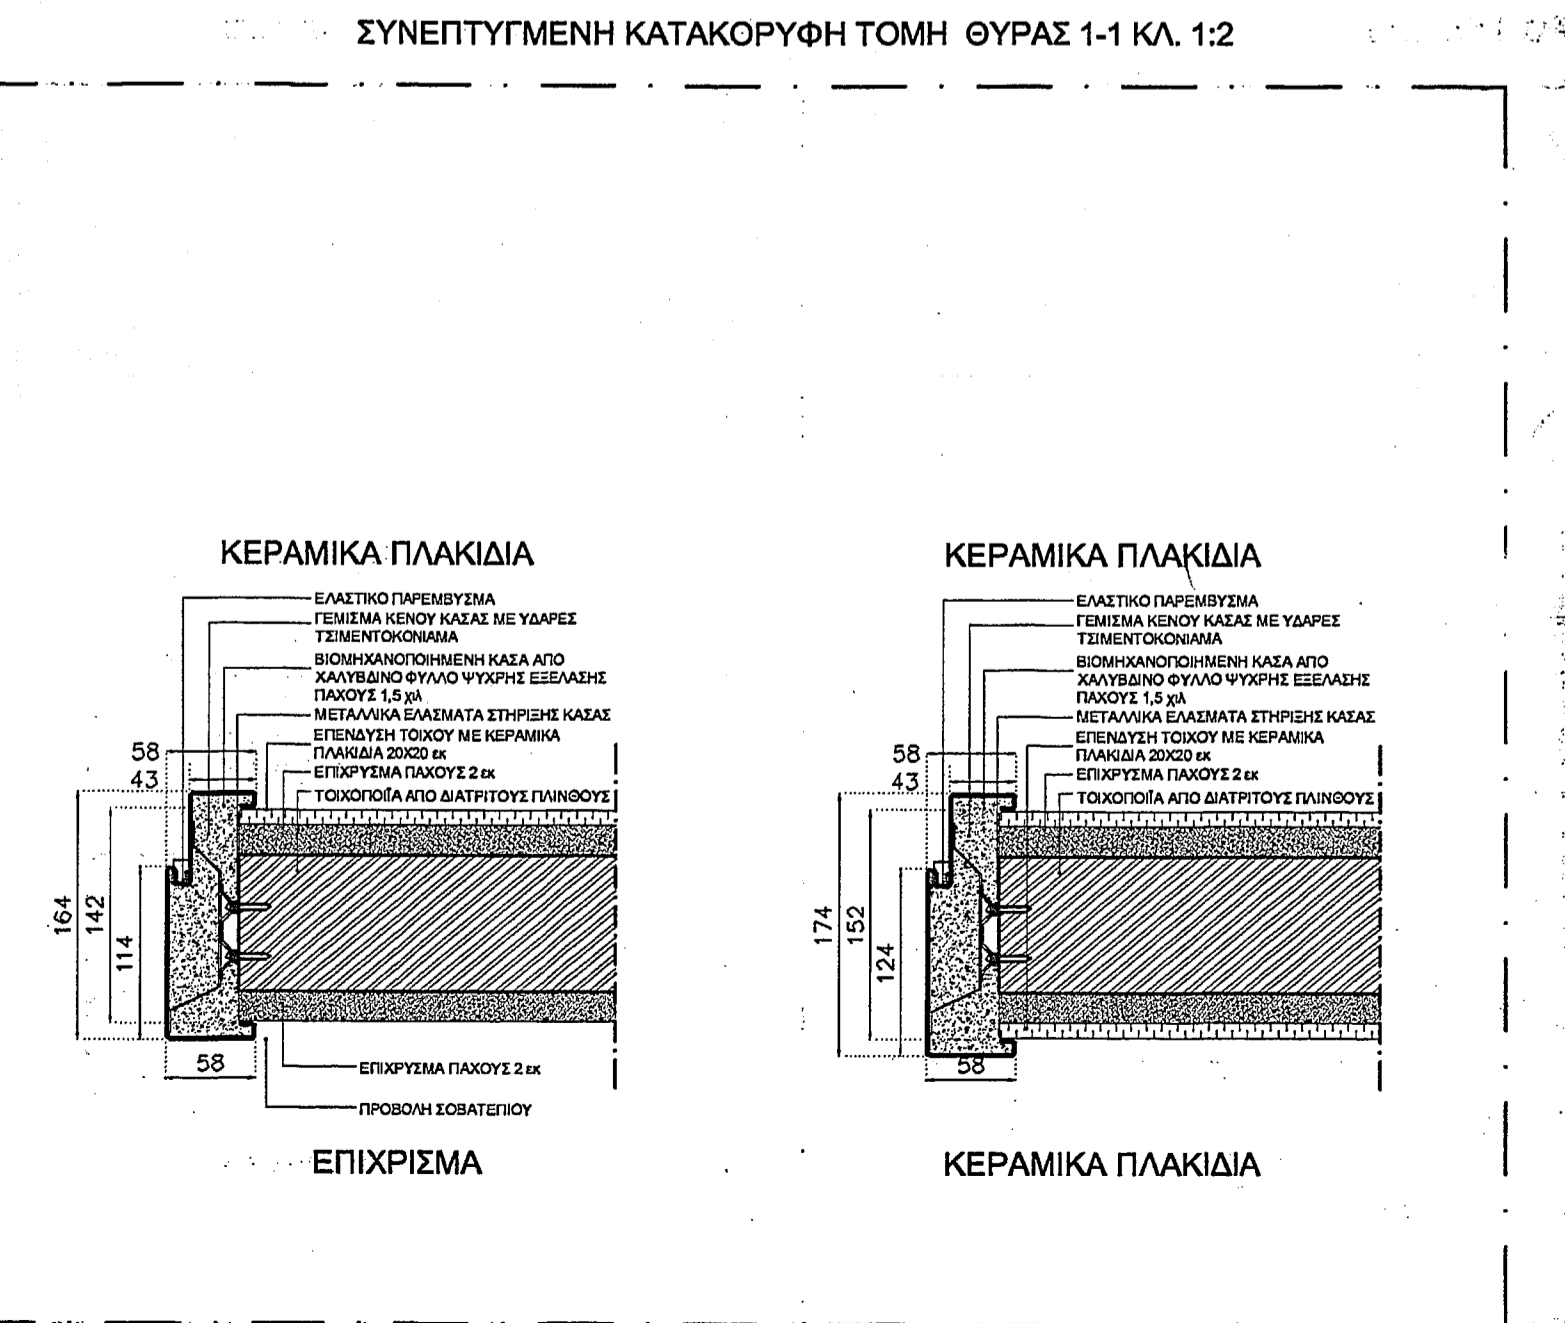 ΣΥΝΕΠΤΥΓΜΕΝΗ ΚΑΤΑΚΟΡΥΦΗ ΤΟΜΗ ΘΥΡΑΣ 1-1 ΚΛ. 1:2
ΚΕΡΑΜΙΚΑ ΠΛΑΚΙΔΙΑ
ΕΛΑΣΤΙΚΟ ΠΑΡΕΜΒΥΣΜΑ
ΓΕΜΙΣΜΑ ΚΕΝΟΥ ΚΑΣΑΣ ΜΕ ΥΔΑΡΕΣ
ΤΣΙΜΕΝΤΟΚΟΝΙΑΜΑ
ΒΙΟΜΗΧΑΝΟΠΟΙΗΜΕΝΗ ΚΑΣΑ ΑΠΟ
ΧΑΛΥΒΔΙΝΟ ΦΥΛΛΟ ΨΥΧΡΗΣ ΕΞΕΛΑΣΗΣ
ΠΑΧΟΥΣ 1,5 χιλ
ΜΕΤΑΛΛΙΚΑ ΕΛΑΣΜΑΤΑ ΣΤΗΡΙΞΗΣ ΚΑΣΑΣ
ΕΠΕΝΔΥΣΗ ΤΟΙΧΟΥ ΜΕ ΚΕΡΑΜΙΚΑ
ΠΛΑΚΙΔΙΑ 20Χ20 εκ
ΕΠΙΧΡΥΣΜΑ ΠΑΧΟΥΣ 2 εκ
ΤΟΙΧΟΠΟΙΪΑ ΑΠΟ ΔΙΑΤΡΙΤΟΥΣ ΠΛΙΝΘΟΥΣ
58
43
164
142
114
58
ΕΠΙΧΡΥΣΜΑ ΠΑΧΟΥΣ 2 εκ
ΠΡΟΒΟΛΗ ΣΟΒΑΤΕΠΙΟΥ
ΕΠΙΧΡΙΣΜΑ
ΚΕΡΑΜΙΚΑ ΠΛΑΚΙΔΙΑ
ΕΛΑΣΤΙΚΟ ΠΑΡΕΜΒΥΣΜΑ
ΓΕΜΙΣΜΑ ΚΕΝΟΥ ΚΑΣΑΣ ΜΕ ΥΔΑΡΕΣ
ΤΣΙΜΕΝΤΟΚΟΝΙΑΜΑ
ΒΙΟΜΗΧΑΝΟΠΟΙΗΜΕΝΗ ΚΑΣΑ ΑΠΟ
ΧΑΛΥΒΔΙΝΟ ΦΥΛΛΟ ΨΥΧΡΗΣ ΕΞΕΛΑΣΗΣ
ΠΑΧΟΥΣ 1,5 χιλ
ΜΕΤΑΛΛΙΚΑ ΕΛΑΣΜΑΤΑ ΣΤΗΡΙΞΗΣ ΚΑΣΑΣ
ΕΠΕΝΔΥΣΗ ΤΟΙΧΟΥ ΜΕ ΚΕΡΑΜΙΚΑ
ΠΛΑΚΙΔΙΑ 20Χ20 εκ
ΕΠΙΧΡΥΣΜΑ ΠΑΧΟΥΣ 2 εκ
ΤΟΙΧΟΠΟΙΪΑ ΑΠΟ ΔΙΑΤΡΙΤΟΥΣ ΠΛΙΝΘΟΥΣ
58
43
174
152
124
58
ΚΕΡΑΜΙΚΑ ΠΛΑΚΙΔΙΑ